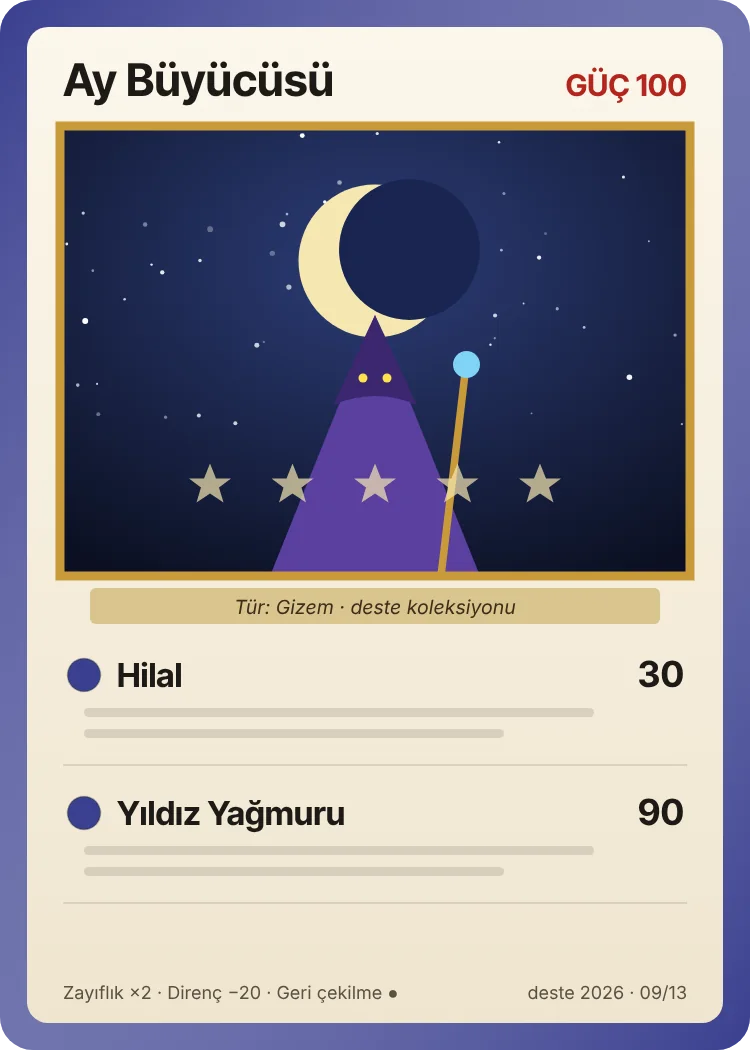 Ay Büyücüsü GÜÇ 100
Tür: Gizem · deste koleksiyonu
Hilal 30
Yıldız Yağmuru 90
Zayıflık ×2 · Direnç −20 · Geri çekilme ● deste 2026 · 09/13